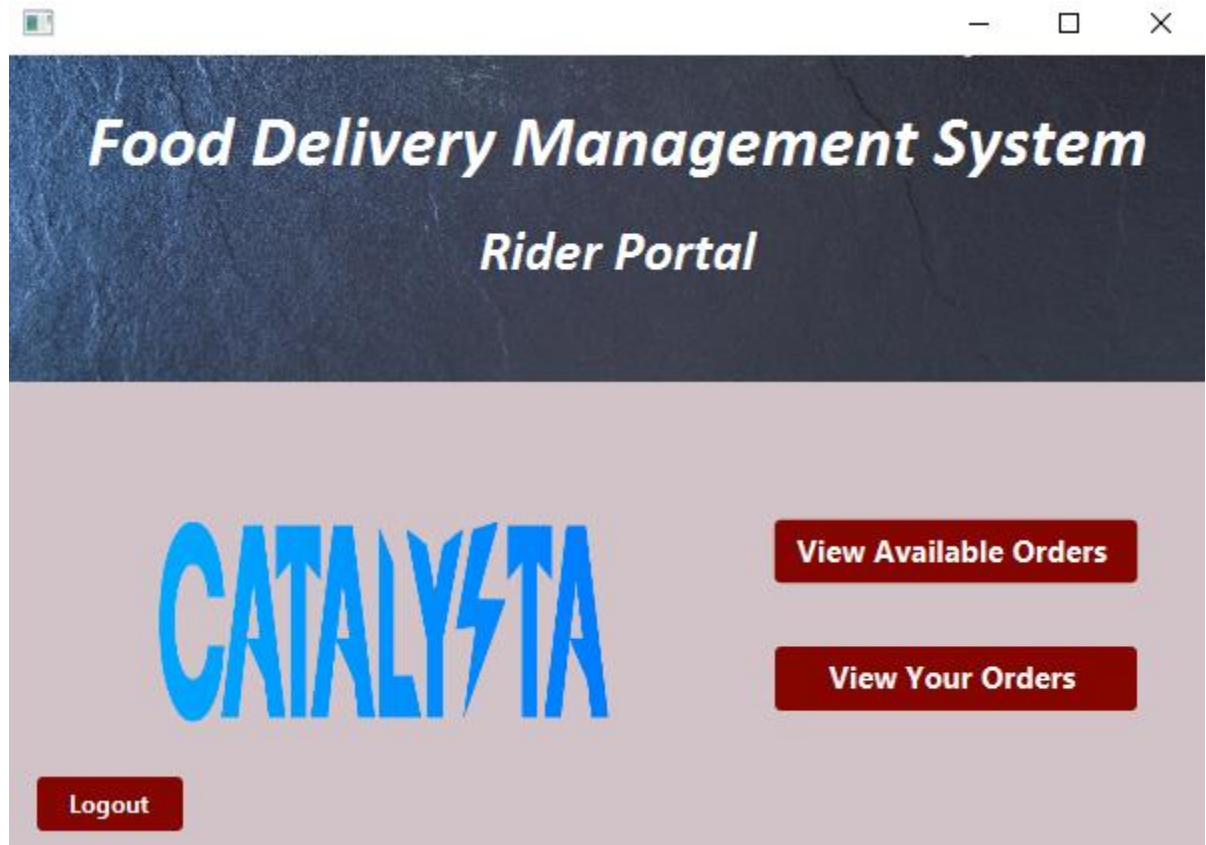 Food Delivery Management System
Rider Portal
CATALYSTA
View Available Orders
View Your Orders
Logout